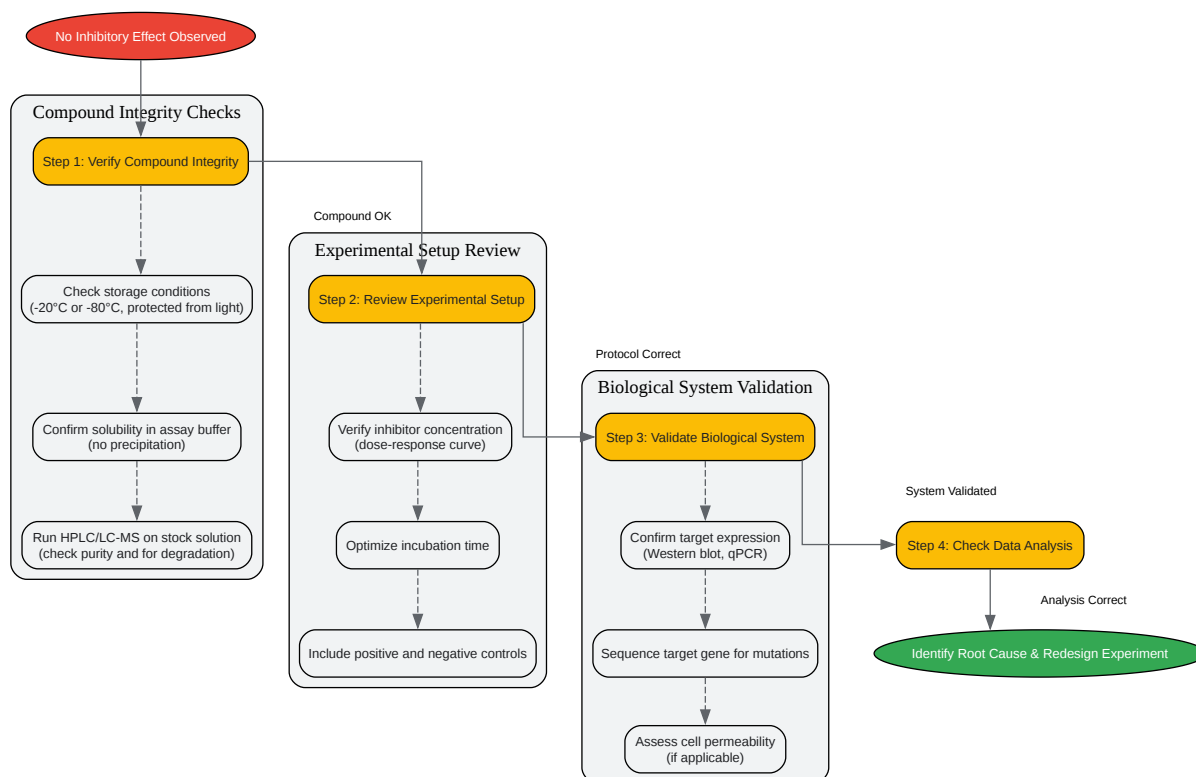 No Inhibitory Effect Observed
Compound Integrity Checks
Step 1: Verify Compound Integrity
Check storage conditions
(-20°C or -80°C, protected from light)
Confirm solubility in assay buffer
(no precipitation)
Run HPLC/LC-MS on stock solution
(check purity and for degradation)
Compound OK
Experimental Setup Review
Step 2: Review Experimental Setup
Verify inhibitor concentration
(dose-response curve)
Optimize incubation time
Include positive and negative controls
Protocol Correct
Biological System Validation
Step 3: Validate Biological System
Confirm target expression
(Western blot, qPCR)
Sequence target gene for mutations
Assess cell permeability
(if applicable)
System Validated
Step 4: Check Data Analysis
Analysis Correct
Identify Root Cause & Redesign Experiment